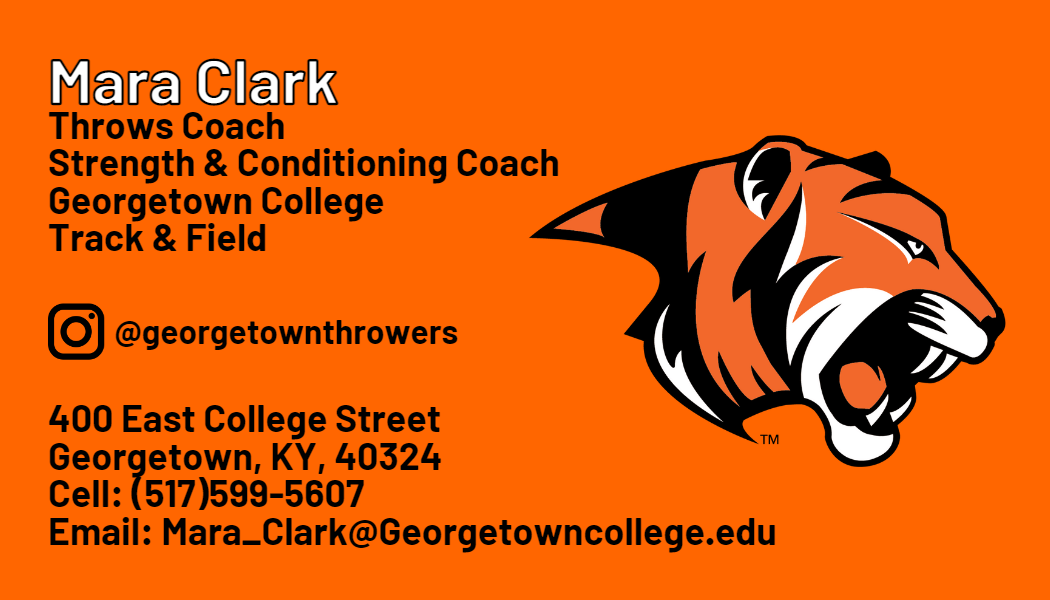 Mara Clark
Throws Coach
Strength & Conditioning Coach
Georgetown College
Track & Field
@georgetownthrowers
TM
400 East College Street
Georgetown, KY, 40324
Cell: (517)599-5607
Email: Mara_Clark@Georgetowncollege.edu